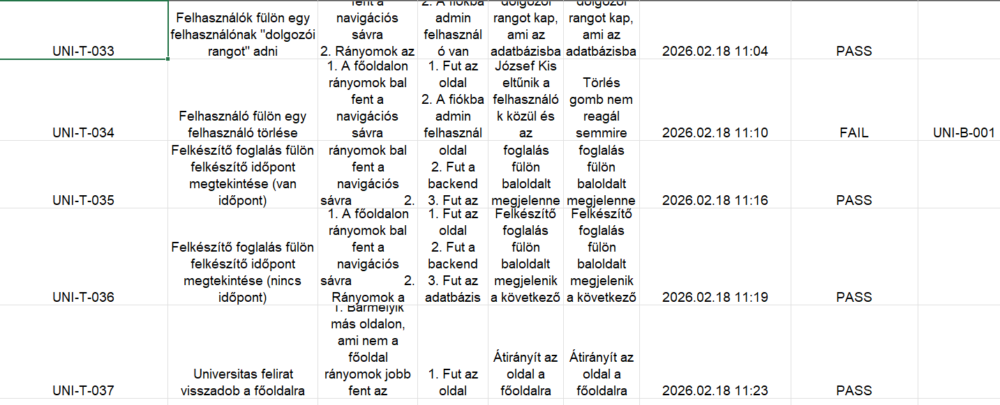 UNI-T-033
Felhasználók fülön egy
felhasználónak "dolgozói
rangot" adni
fent a
navigációs
sávra
2. Rányomok az
2. A fiókba
admin
felhasznál
ó van
dolgozói
rangot kap,
ami az
adatbázisba
dolgozói
rangot kap,
ami az
adatbázisba
2026.02.18 11:04
PASS
UNI-T-034
Felhasználó fülön egy
felhasználó törlése
1. A főoldalon
rányomok bal
fent a
navigációs
sávra
1. Fut az
oldal
2. A fiókba
admin
felhasznál
József Kis
eltűnik a
felhasználó
k közül és
az
Törlés
gomb nem
reagál
semmire
2026.02.18 11:10
FAIL
UNI-B-001
UNI-T-035
Felkészítő foglalás fülön
felkészítő időpont
megtekintése (van
időpont)
rányomok bal
fent a
navigációs
sávra 2.
oldal
2. Fut a
backend
3. Fut az
foglalás
fülön
baloldalt
megjelenne
foglalás
fülön
baloldalt
megjelenne
2026.02.18 11:16
PASS
UNI-T-036
Felkészítő foglalás fülön
felkészítő időpont
megtekintése (nincs
időpont)
1. A főoldalon
rányomok bal
fent a
navigációs
sávra 2.
Rányomok a
1. Fut az
oldal
2. Fut a
backend
3. Fut az
adatbázis
Felkészítő
foglalás
fülön
baloldalt
megjelenik
a következő
Felkészítő
foglalás
fülön
baloldalt
megjelenik
a következő
2026.02.18 11:19
PASS
UNI-T-037
Universitas felirat
visszadob a főoldalra
1. Bármelyik
más oldalon,
ami nem a
főoldal
rányomok jobb
fent az
1. Fut az
oldal
Átirányít az
oldal a
főoldalra
Átirányít az
oldal a
főoldalra
2026.02.18 11:23
PASS